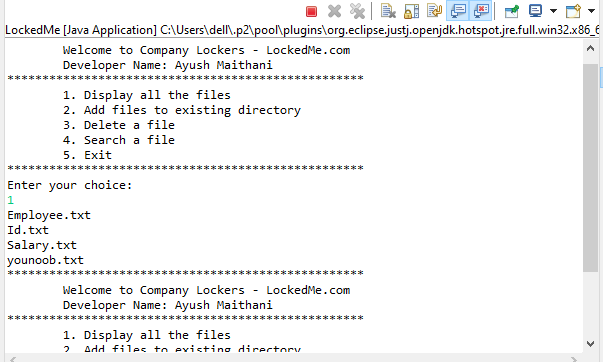 LockedMe [Java Application] C:\Users\dell\.p2\pool\plugins\org.eclipse.justj.openjdk.hotspot.jre.full.win32.x86_6
Welcome to Company Lockers - LockedMe.com
Developer Name: Ayush Maithani
***************************************************
1. Display all the files
2. Add files to existing directory
3. Delete a file
4. Search a file
5. Exit
***************************************************
Enter your choice:
1
Employee.txt
Id.txt
Salary.txt
younoob.txt
***************************************************
Welcome to Company Lockers - LockedMe.com
Developer Name: Ayush Maithani
***************************************************
1. Display all the files
2. Add files to existing directory